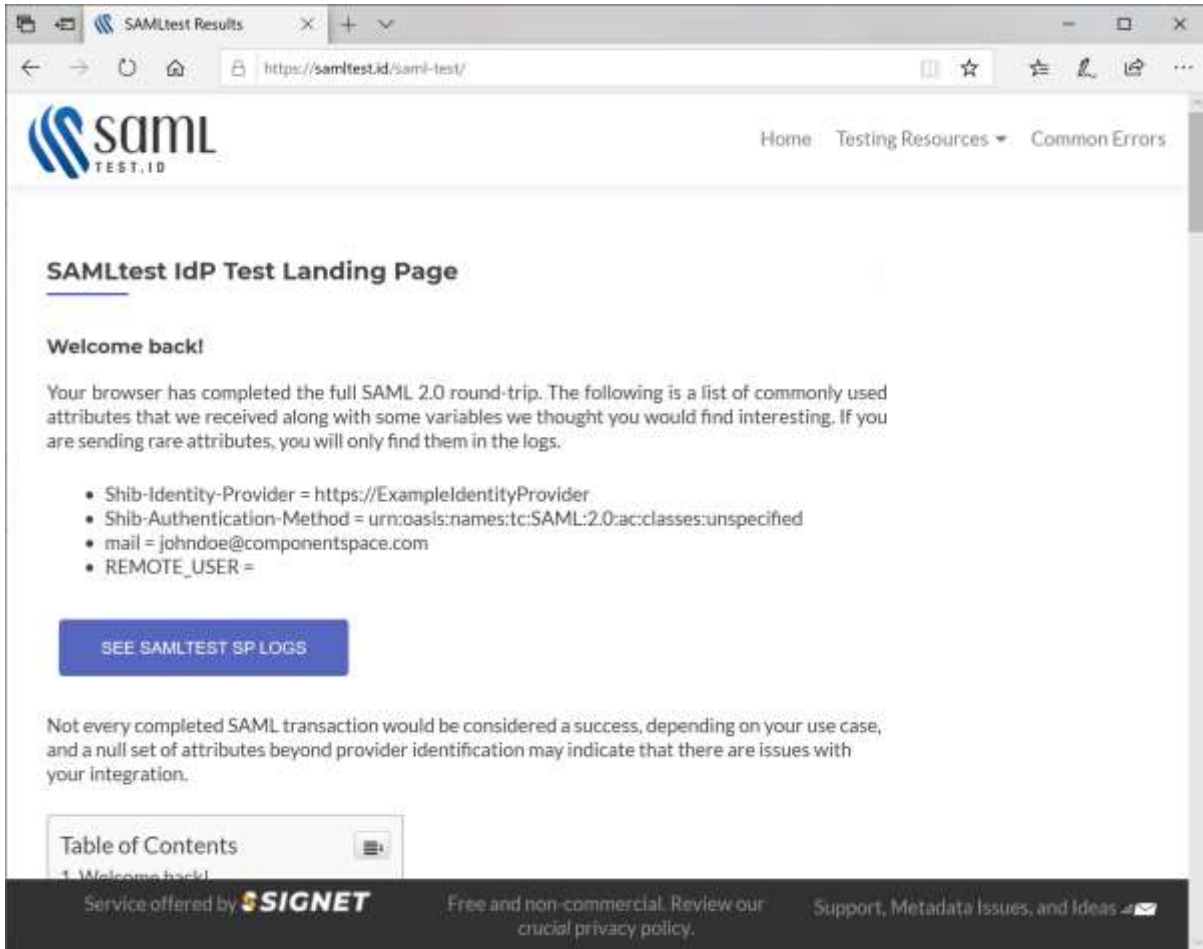 SAMLtest Results
https://samltest.id/saml-test/
saml
TEST.ID
Home Testing Resources Common Errors
SAMLtest IdP Test Landing Page
Welcome back!
Your browser has completed the full SAML 2.0 round-trip. The following is a list of commonly used
attributes that we received along with some variables we thought you would find interesting. If you
are sending rare attributes, you will only find them in the logs.
• Shib-Identity-Provider = https://ExampleIdentityProvider
• Shib-Authentication-Method = urn:oasis:names:tc:SAML:2.0:ac:classes:unspecified
• mail = johndoe@componentspace.com
• REMOTE_USER =
SEE SAMLTEST SP LOGS
Not every completed SAML transaction would be considered a success, depending on your use case,
and a null set of attributes beyond provider identification may indicate that there are issues with
your integration.
Table of Contents
1. Welcome back!
Service offered by SIGNET Free and non-commercial. Review our Support, Metadata Issues, and Ideas
crucial privacy policy.